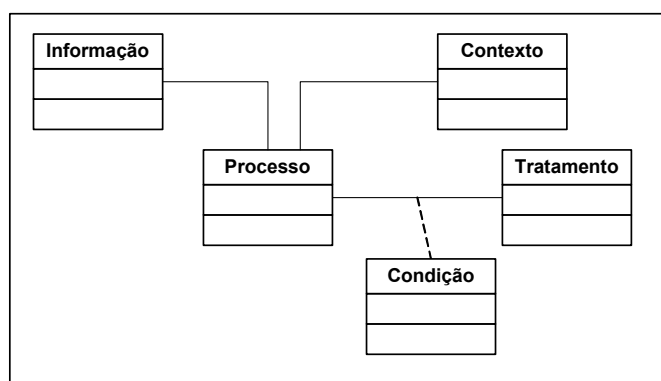 Informação
Contexto
Processo
Tratamento
Condição